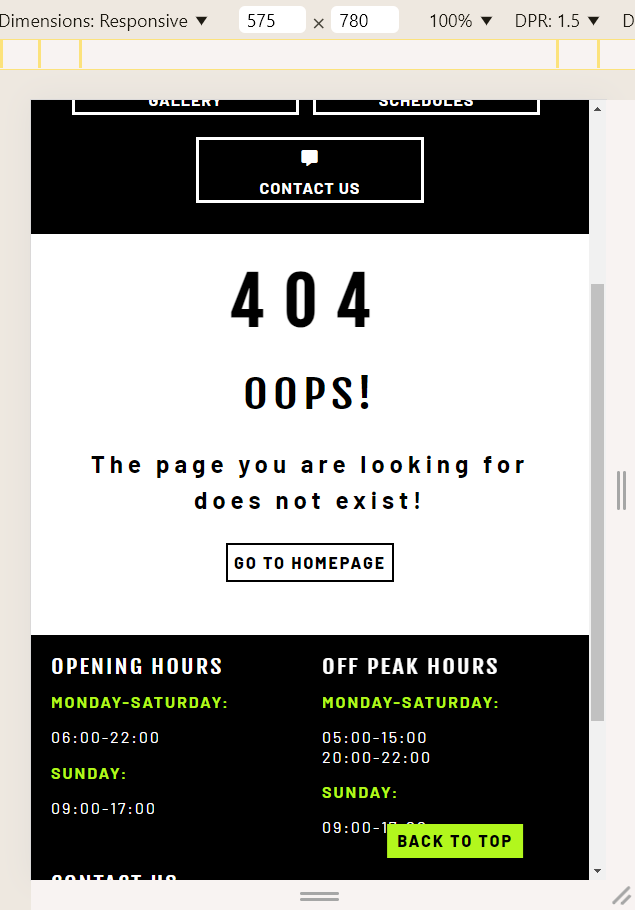 Dimensions: Responsive ▼ 575 × 780 100% ▼ DPR: 1.5 ▼ D
GALLERY SCHEDULES
CONTACT US
404
OOPS!
The page you are looking for
does not exist!
GO TO HOMEPAGE
OPENING HOURS
MONDAY-SATURDAY:
06:00-22:00
SUNDAY:
09:00-17:00
OFF PEAK HOURS
MONDAY-SATURDAY:
05:00-15:00
20:00-22:00
SUNDAY:
09:00-17:00
BACK TO TOP
CONTACT US